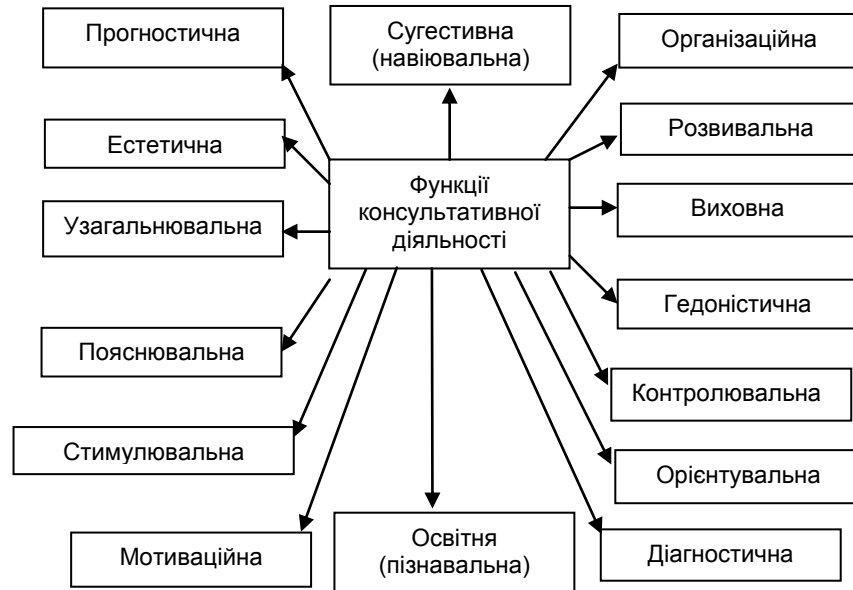 Прогностична
Сугестивна
(навіювальна)
Організаційна
Естетична
Розвивальна
Функції
консультативної
діяльності
Узагальнювальна
Виховна
Гедоністична
Пояснювальна
Контролювальна
Стимулювальна
Орієнтувальна
Мотиваційна
Освітня
(пізнавальна)
Діагностична